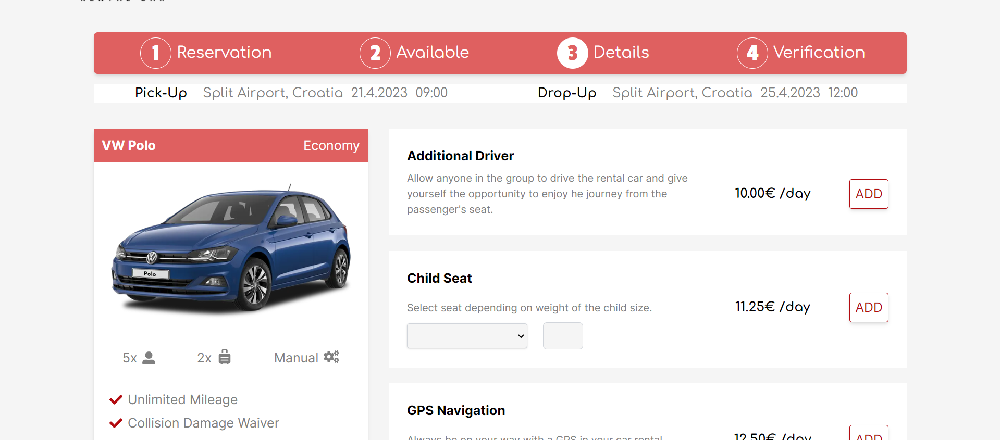 1 Reservation 2 Available 3 Details 4 Verification
Pick-Up Split Airport, Croatia 21.4.2023 09:00 Drop-Up Split Airport, Croatia 25.4.2023 12:00
VW Polo Economy
Polo
5x 2x Manual
Unlimited Mileage
Collision Damage Waiver
Additional Driver
Allow anyone in the group to drive the rental car and give
yourself the opportunity to enjoy he journey from the
passenger's seat.
10.00€ /day
ADD
Child Seat
Select seat depending on weight of the child size.
11.25€ /day
ADD
GPS Navigation
Always be on your way with a GPS in your car rental
12.50€ /day
ADD